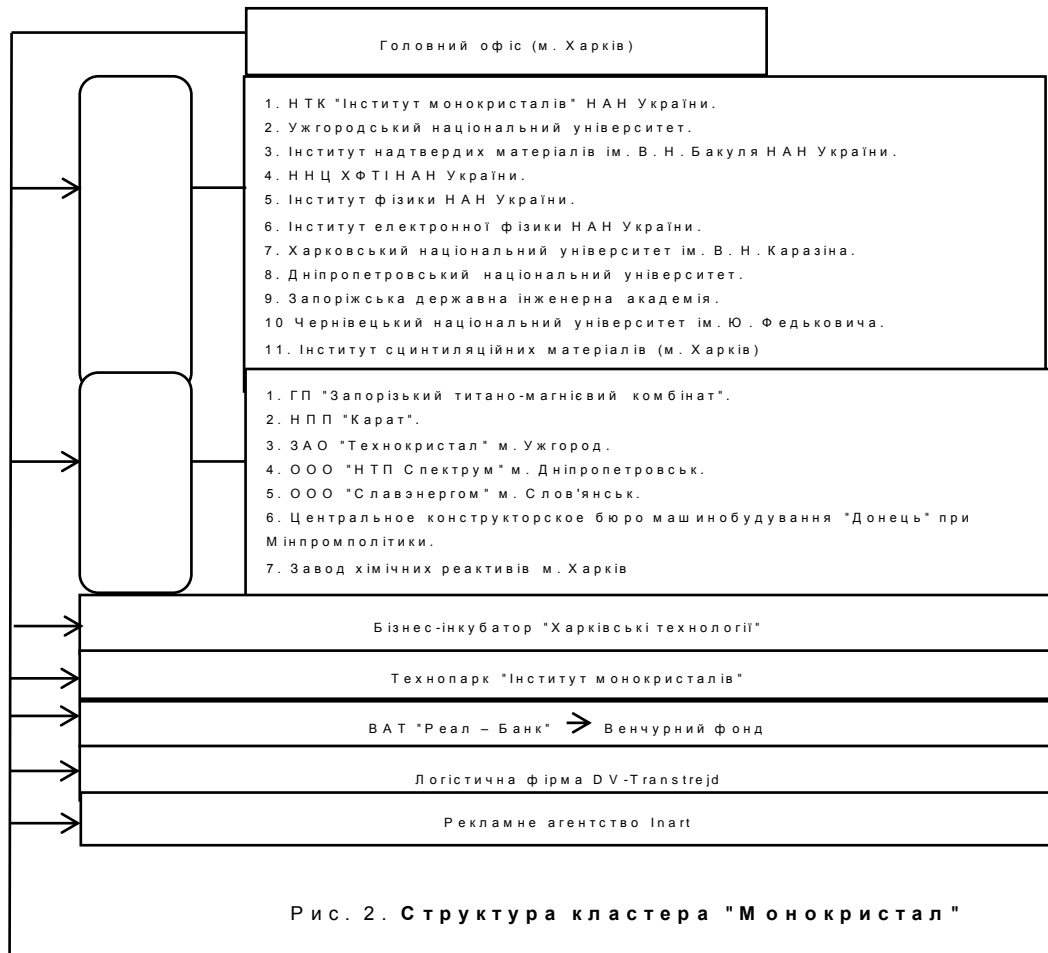 Головний офіс (м. Харків)
1. НТК "Інститут монокристалів" НАН України.
2. Ужгородський національний університет.
3. Інститут надтвердих матеріалів ім. В. Н. Бакуля НАН України.
4. ННЦ ХФТІ НАН України.
5. Інститут фізики НАН України.
6. Інститут електронної фізики НАН України.
7. Харковський національний університет ім. В. Н. Каразіна.
8. Дніпропетровський національний університет.
9. Запоріжська державна інженерна академія.
10 Чернівецький національний університет ім. Ю. Федьковича.
11. Інститут сцинтиляційних матеріалів (м. Харків)
1. ГП "Запорізький титано-магнієвий комбінат".
2. НПП "Карат".
3. ЗАО "Технокристал" м. Ужгород.
4. ООО "НТП Спектрум" м. Дніпропетровськ.
5. ООО "Славэнергом" м. Слов'янськ.
6. Центральное конструкторское бюро машинобудування "Донець" при
Мінпромполітики.
7. Завод хімічних реактивів м. Харків
Бізнес-інкубатор "Харківські технології"
Технопарк "Інститут монокристалів"
ВАТ "Реал – Банк" → Венчурний фонд
Логістична фірма DV-Transtrejd
Рекламне агентство Inart
Рис. 2. Структура кластера "Монокристал"